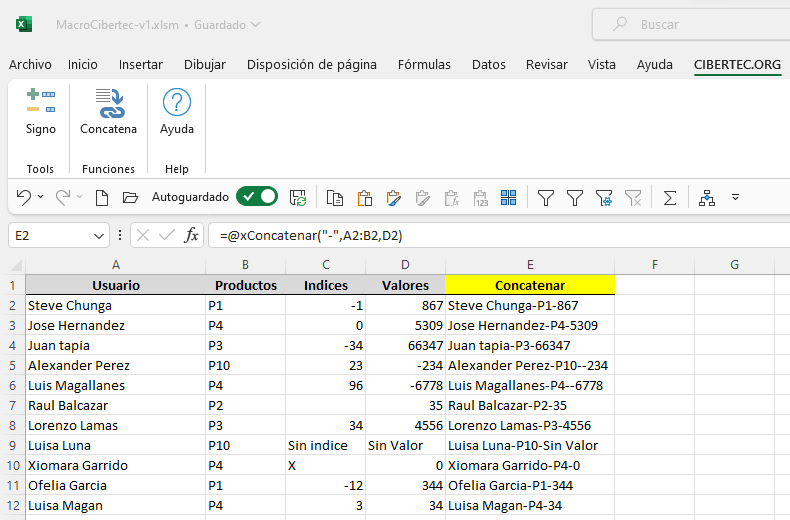 MacroCibertec-v1.xlsm • Guardado
Buscar
Archivo Inicio Insertar Dibujar Disposición de página Fórmulas Datos Revisar Vista Ayuda CIBERTEC.ORG
Signo Concatena Ayuda
Tools Funciones Help
Autoguardado
E2 fx =@xConcatenar("-",A2:B2,D2)
A B C D E F G
1 Usuario Productos Indices Valores Concatenar
2 Steve Chunga P1 -1 867 Steve Chunga-P1-867
3 Jose Hernandez P4 0 5309 Jose Hernandez-P4-5309
4 Juan tapia P3 -34 66347 Juan tapia-P3-66347
5 Alexander Perez P10 23 -234 Alexander Perez-P10--234
6 Luis Magallanes P4 96 -6778 Luis Magallanes-P4--6778
7 Raul Balcazar P2 35 Raul Balcazar-P2-35
8 Lorenzo Lamas P3 34 4556 Lorenzo Lamas-P3-4556
9 Luisa Luna P10 Sin indice Sin Valor Luisa Luna-P10-Sin Valor
10 Xiomara Garrido P4 X 0 Xiomara Garrido-P4-0
11 Ofelia Garcia P1 -12 344 Ofelia Garcia-P1-344
12 Luisa Magan P4 3 34 Luisa Magan-P4-34